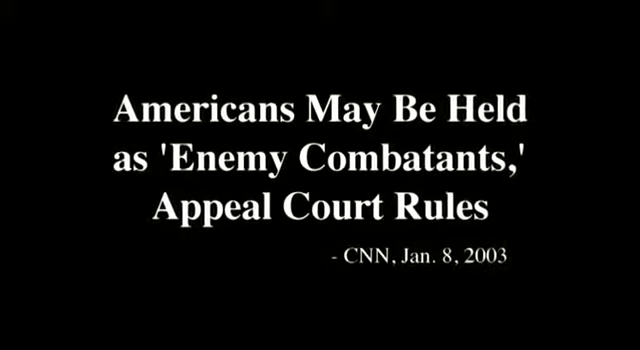 Americans May Be Held
as 'Enemy Combatants,'
Appeal Court Rules
- CNN, Jan. 8, 2003